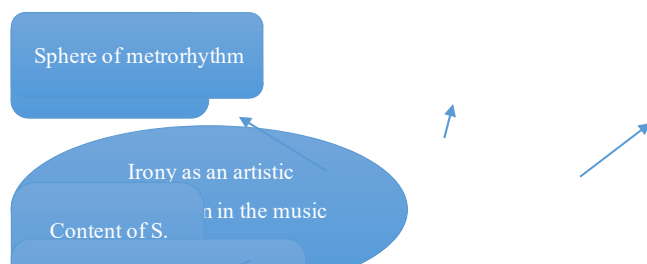 Sphere of metrorhythm
Irony as an artistic
in the music
Content of S.